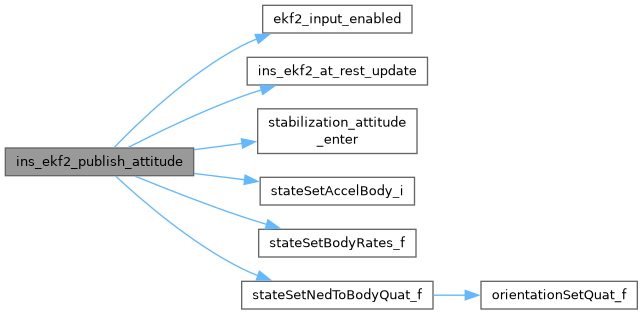 ekf2_input_enabled
ins_ekf2_at_rest_update
stabilization_attitude
_enter
ins_ekf2_publish_attitude
stateSetAccelBody_i
stateSetBodyRates_f
stateSetNedToBodyQuat_f
orientationSetQuat_f